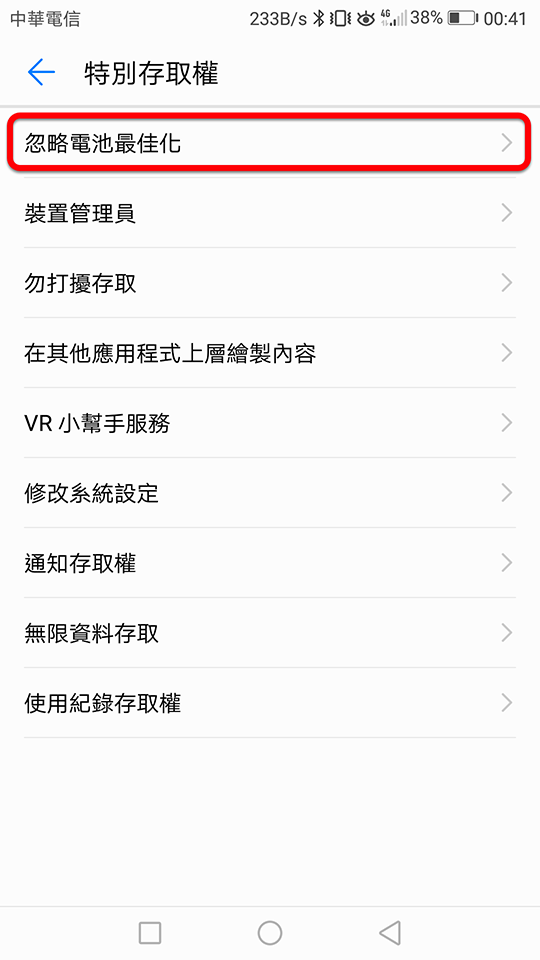 中華電信 233B/s 4G 38% 00:41
特別存取權
忽略電池最佳化
裝置管理員
勿打擾存取
在其他應用程式上層繪製內容
VR 小幫手服務
修改系統設定
通知存取權
無限資料存取
使用紀錄存取權